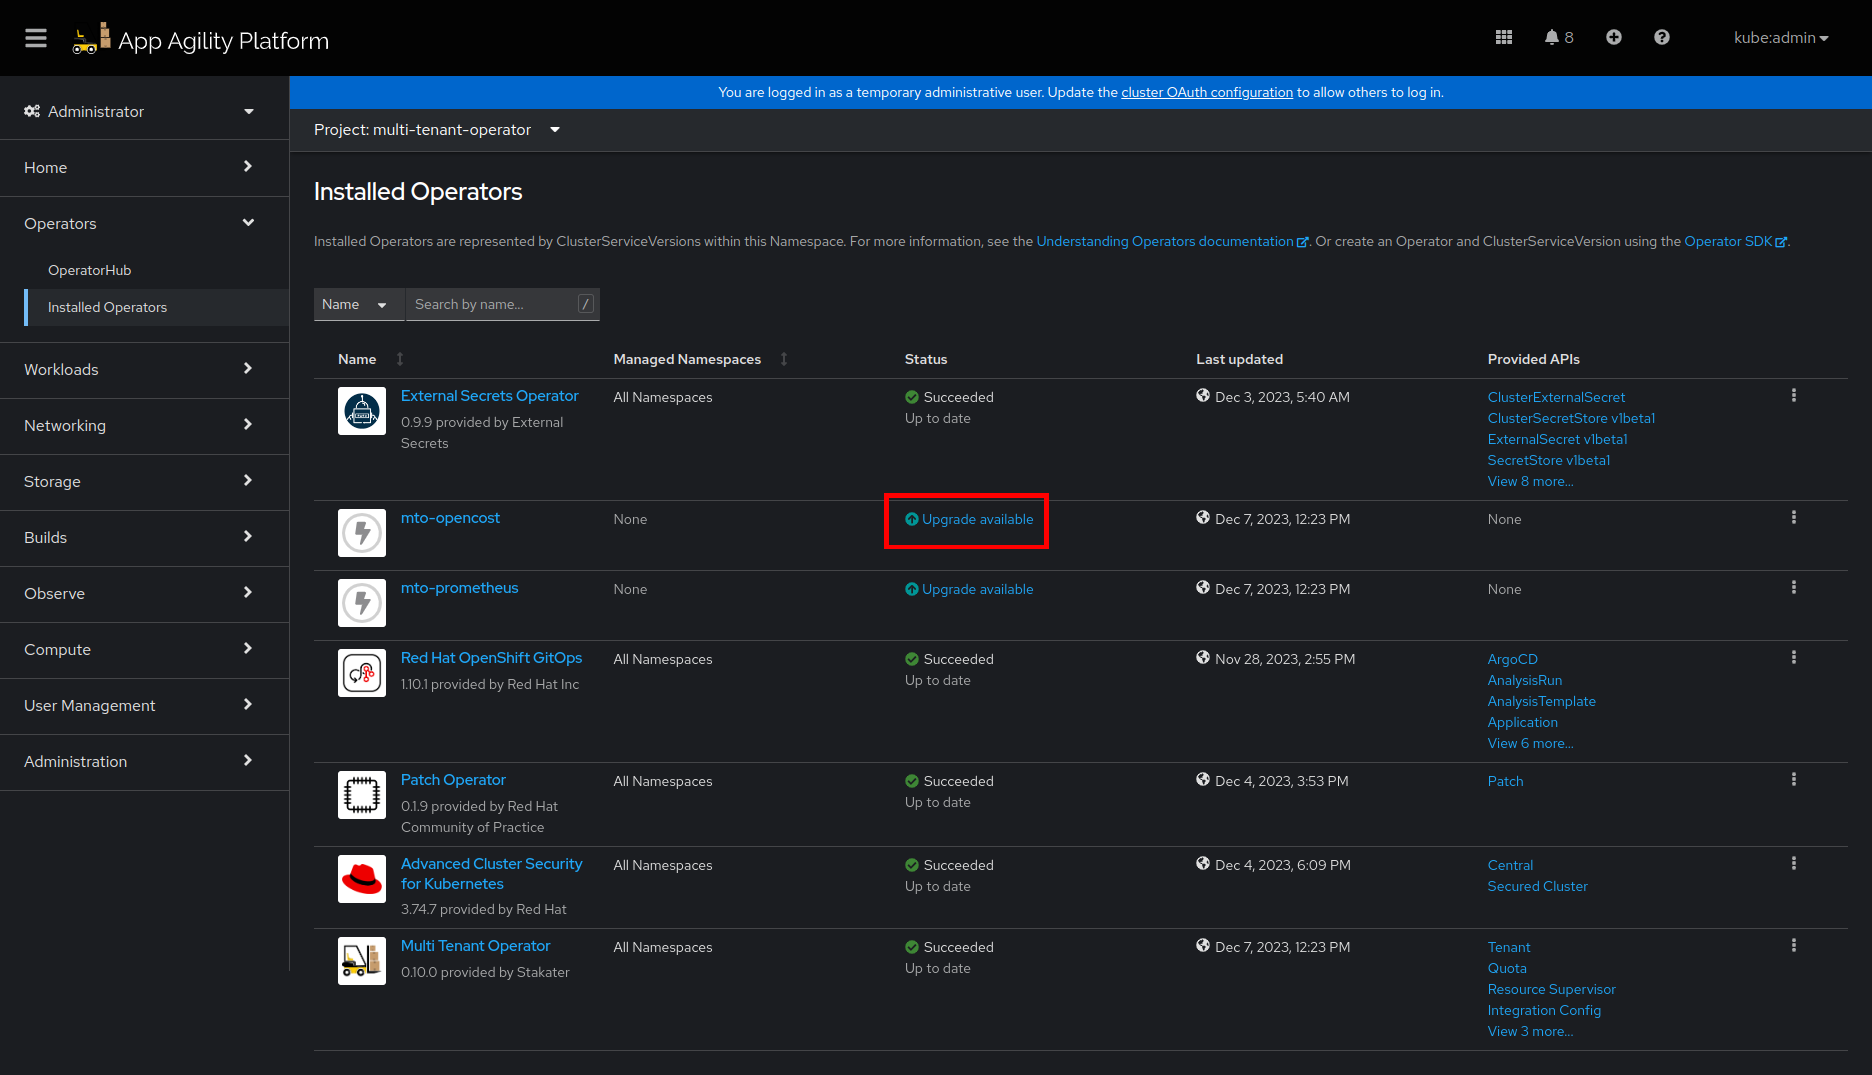 App Agility Platform
8
kube:admin
Administrator
You are logged in as a temporary administrative user. Update the cluster OAuth configuration to allow others to log in.
Project: multi-tenant-operator
Home
Operators
OperatorHub
Installed Operators
Workloads
Networking
Storage
Builds
Observe
Compute
User Management
Administration
Installed Operators
Installed Operators are represented by ClusterServiceVersions within this Namespace. For more information, see the Understanding Operators documentation. Or create an Operator and ClusterServiceVersion using the Operator SDK.
Name Search by name... /
Name Managed Namespaces Status Last updated Provided APIs
External Secrets Operator All Namespaces Succeeded Dec 3, 2023, 5:40 AM ClusterExternalSecret
0.9.9 provided by External Up to date ClusterSecretStore v1beta1
Secrets ExternalSecret v1beta1
SecretStore v1beta1
View 8 more...
mto-opencost None Upgrade available Dec 7, 2023, 12:23 PM None
mto-prometheus None Upgrade available Dec 7, 2023, 12:23 PM None
Red Hat OpenShift GitOps All Namespaces Succeeded Nov 28, 2023, 2:55 PM ArgoCD
1.10.1 provided by Red Hat Inc Up to date AnalysisRun
AnalysisTemplate
Application
View 6 more...
Patch Operator All Namespaces Succeeded Dec 4, 2023, 3:53 PM Patch
0.1.9 provided by Red Hat Up to date
Community of Practice
Advanced Cluster Security All Namespaces Succeeded Dec 4, 2023, 6:09 PM Central
for Kubernetes Up to date Secured Cluster
3.74.7 provided by Red Hat
Multi Tenant Operator All Namespaces Succeeded Dec 7, 2023, 12:23 PM Tenant
0.10.0 provided by Stakater Up to date Quota
Resource Supervisor
Integration Config
View 3 more...